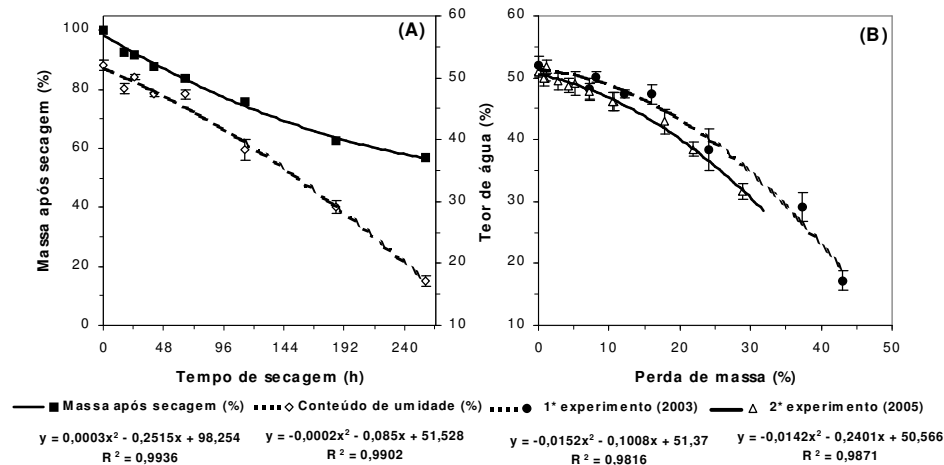 (A)
100
80
60
40
20
0
Massa após secagem (%)
60
50
40
30
20
10
0 48 96 144 192 240
Tempo de secagem (h)
(B)
60
50
40
30
20
10
Teor de água (%)
0 10 20 30 40 50
Perda de massa (%)
Massa após secagem (%) Conteúdo de umidade (%) 1* experimento (2003) 2* experimento (2005)
y = 0,0003x² - 0,2515x + 98,254
R² = 0,9936
y = -0,0002x² - 0,085x + 51,528
R² = 0,9902
y = -0,0152x² - 0,1008x + 51,37
R² = 0,9816
y = -0,0142x² - 0,2401x + 50,566
R² = 0,9871